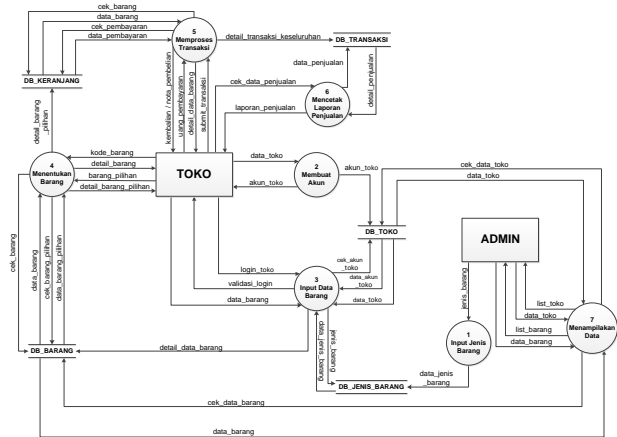 cek_barang
data_barang
cek_pembayaran
data_pembayaran
5
Memproses
Transaksi
detail_transaksi_keseluruhan
DB_TRANSAKSI
data_penjualan
detail_penjualan
DB_KERANJANG
cek_data_penjualan
6
Mencetak
Laporan
Penjualan
laporan_penjualan
kembalian / nota_pembelian
uang_pembayaran
detail_data_barang
submit_transaksi
detail_barang
_pilihan
kode_barang
detail_barang
barang_pilihan
detail_barang_pilihan
4
Menentukan
Barang
TOKO
data_toko
akun_toko
2
Membuat
Akun
akun_toko
cek_data_toko
data_toko
DB_TOKO
ADMIN
cek_barang
data_barang
cek_barang_pilihan
data_barang_pilihan
login_toko
validasi_login
data_barang
3
Input Data
Barang
cek_akun
_toko
data_akun
_toko
data_toko
jenis_barang
list_toko
data_toko
list_barang
data_barang
7
Menampilakan
Data
1
Input Jenis
Barang
detail_data_barang
DB_BARANG
jenis_barang
data_jenis_barang
DB_JENIS_BARANG
data_jenis
_barang
cek_data_barang
data_barang